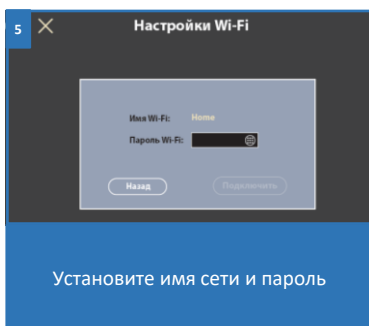 5
Настройки Wi-Fi
Имя Wi-Fi: Home
Пароль Wi-Fi:
Назад
Подключить
Установите имя сети и пароль